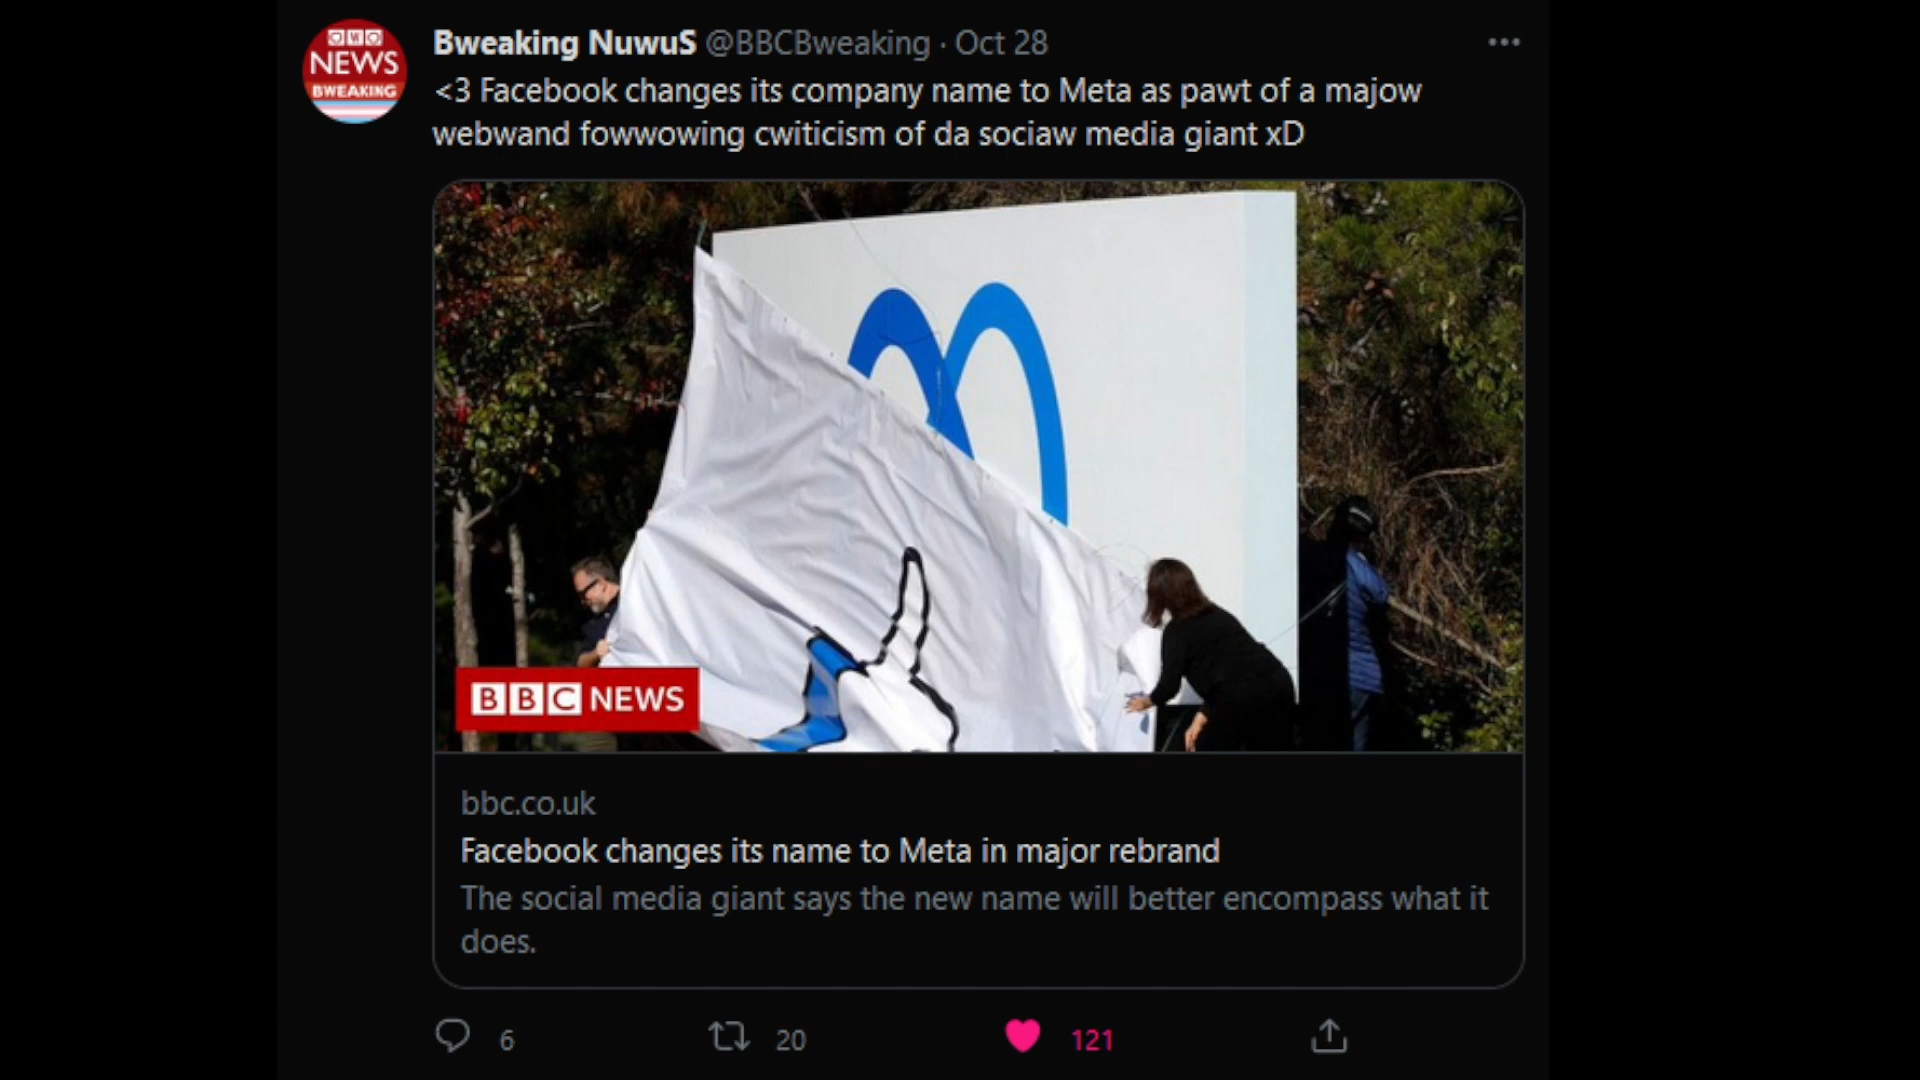 OWO
NEWS
BWEAKING
Bweaking NuwuS @BBCBweaking · Oct 28
<3 Facebook changes its company name to Meta as pawt of a majow
webwand fowwowing cwiticism of da sociaw media giant xD
BBC NEWS
bbc.co.uk
Facebook changes its name to Meta in major rebrand
The social media giant says the new name will better encompass what it
does.
6 20 121